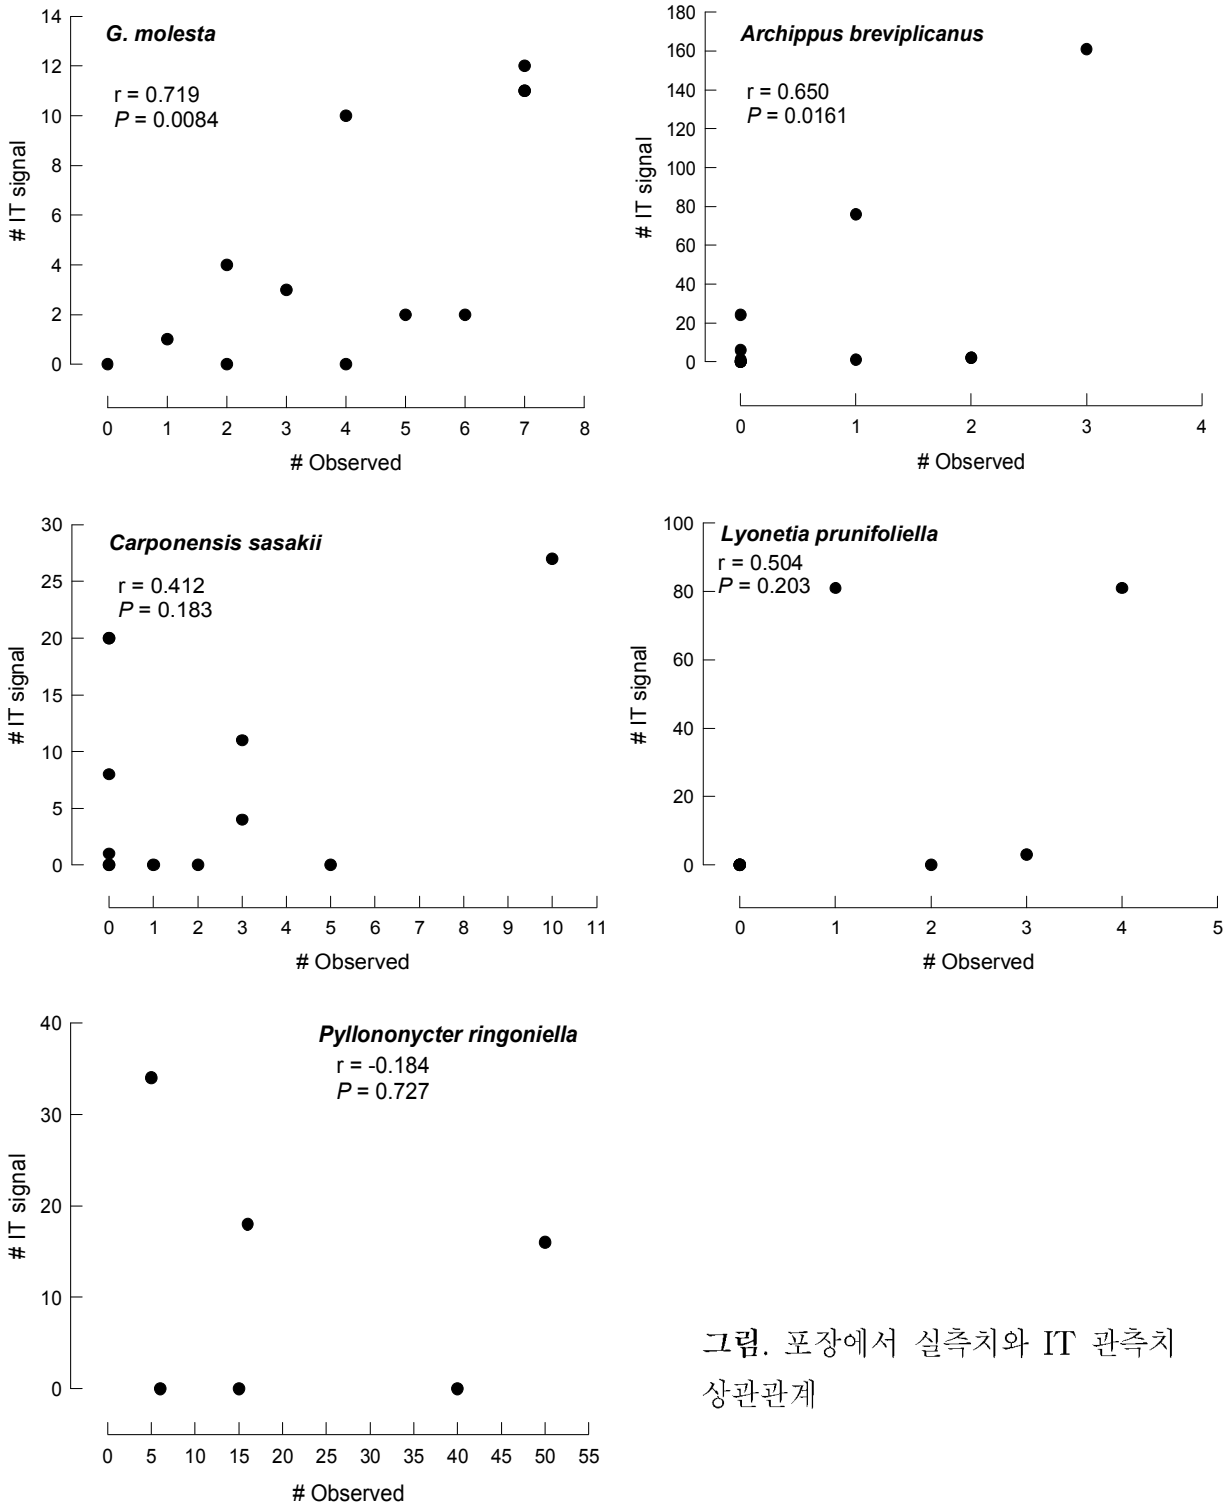 G. molesta
r = 0.719
P = 0.0084
# IT signal
14
12
10
8
6
4
2
0
0 1 2 3 4 5 6 7 8
# Observed
Archippus breviplicanus
r = 0.650
P = 0.0161
# IT signal
180
160
140
120
100
80
60
40
20
0
0 1 2 3 4
# Observed
Carponensis sasakii
r = 0.412
P = 0.183
# IT signal
30
25
20
15
10
5
0
0 1 2 3 4 5 6 7 8 9 10 11
# Observed
Lyonetia prunifoliella
r = 0.504
P = 0.203
# IT signal
100
80
60
40
20
0
0 1 2 3 4 5
# Observed
Pyllononycter ringoniella
r = -0.184
P = 0.727
# IT signal
40
30
20
10
0
0 5 10 15 20 25 30 35 40 45 50 55
# Observed
그림. 포장에서 실측치와 IT 관측치
상관관계